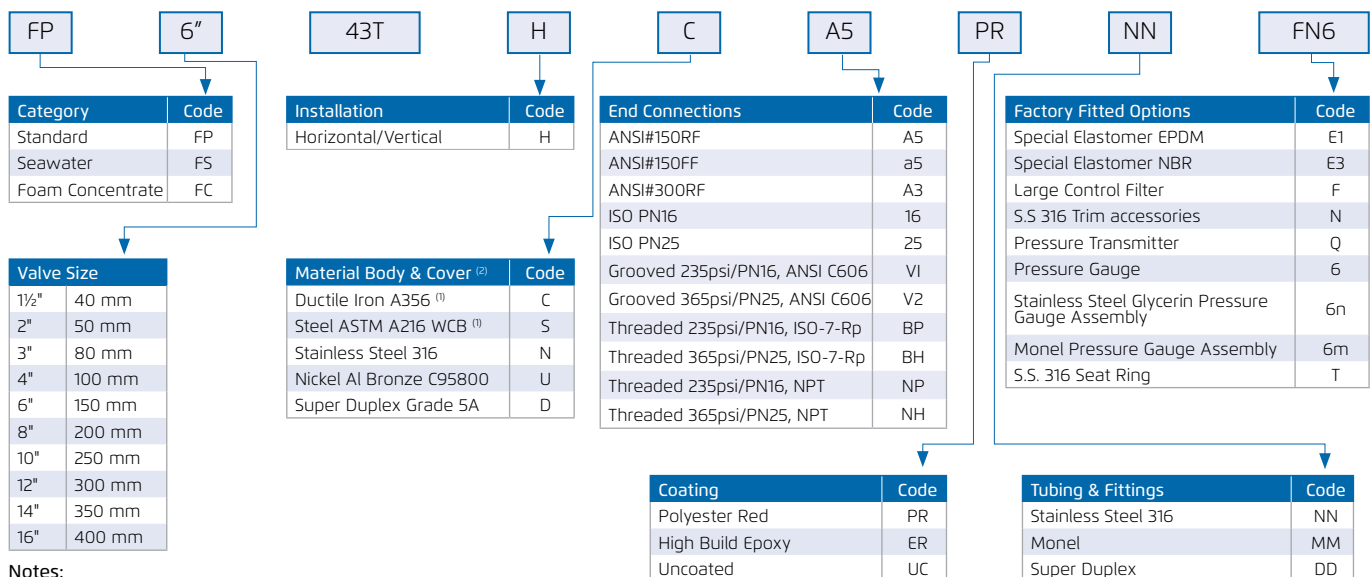 FP 6" 43T H C A5 PR NN FN6
Category Code
Standard FP
Seawater FS
Foam Concentrate FC
Valve Size
1½" 40 mm
2" 50 mm
3" 80 mm
4" 100 mm
6" 150 mm
8" 200 mm
10" 250 mm
12" 300 mm
14" 350 mm
16" 400 mm
Notes:
Installation Code
Horizontal/Vertical H
Material Body & Cover (2) Code
Ductile Iron A356 (1) C
Steel ASTM A216 WCB (1) S
Stainless Steel 316 N
Nickel Al Bronze C95800 U
Super Duplex Grade 5A D
End Connections Code
ANSI#150RF A5
ANSI#150FF a5
ANSI#300RF A3
ISO PN16 16
ISO PN25 25
Grooved 235psi/PN16, ANSI C606 VI
Grooved 365psi/PN25, ANSI C606 V2
Threaded 235psi/PN16, ISO-7-Rp BP
Threaded 365psi/PN25, ISO-7-Rp BH
Threaded 235psi/PN16, NPT NP
Threaded 365psi/PN25, NPT NH
Factory Fitted Options Code
Special Elastomer EPDM E1
Special Elastomer NBR E3
Large Control Filter F
S.S 316 Trim accessories N
Pressure Transmitter Q
Pressure Gauge 6
Stainless Steel Glycerin Pressure
Gauge Assembly 6n
Monel Pressure Gauge Assembly 6m
S.S. 316 Seat Ring T
Coating Code
Polyester Red PR
High Build Epoxy ER
Uncoated UC
Tubing & Fittings Code
Stainless Steel 316 NN
Monel MM
Super Duplex DD